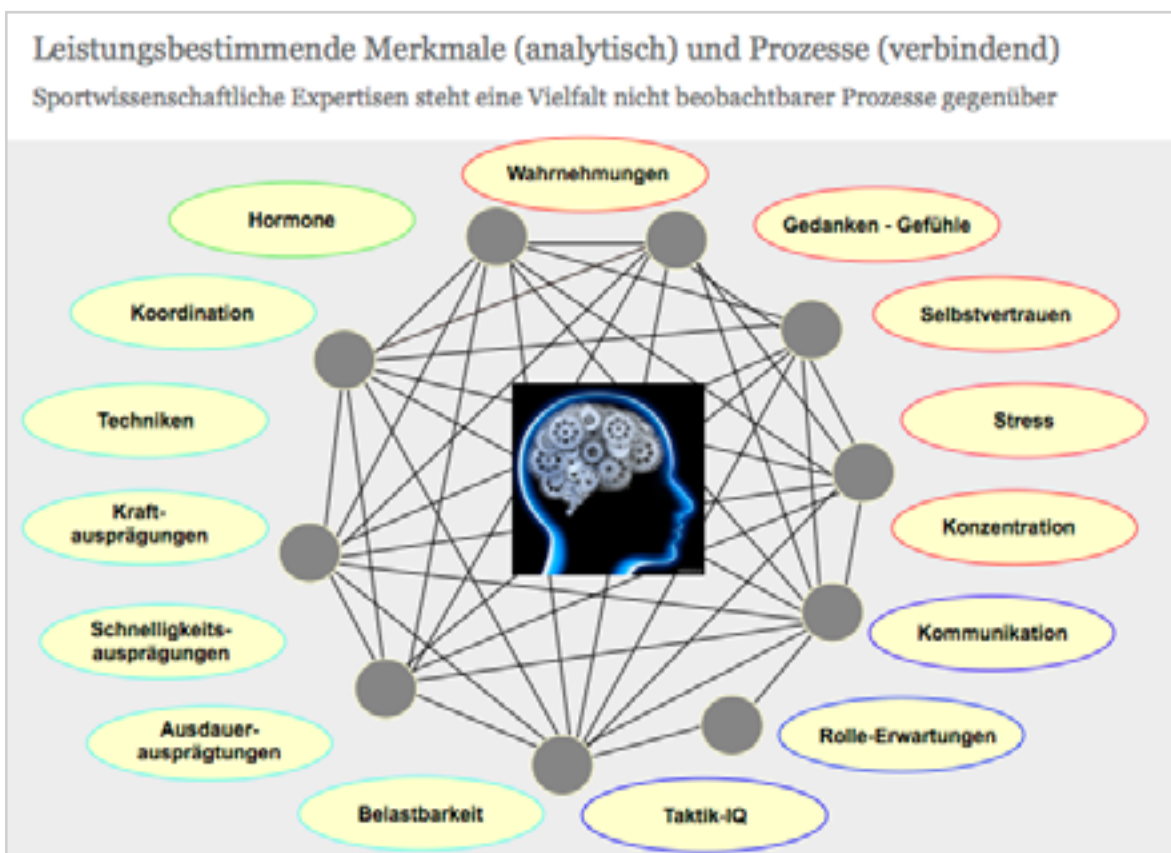 Leistungsbestimmende Merkmale (analytisch) und Prozesse (verbindend)
Sportwissenschaftliche Expertisen steht eine Vielfalt nicht beobachtbarer Prozesse gegenüber
Wahrnehmungen
Hormone
Gedanken - Gefühle
Koordination
Selbstvertrauen
Techniken
Stress
Kraft-
ausprägungen
Konzentration
Schnelligkeits-
ausprägungen
Kommunikation
Ausdauer-
ausprägtungen
Rolle-Erwartungen
Belastbarkeit
Taktik-IQ